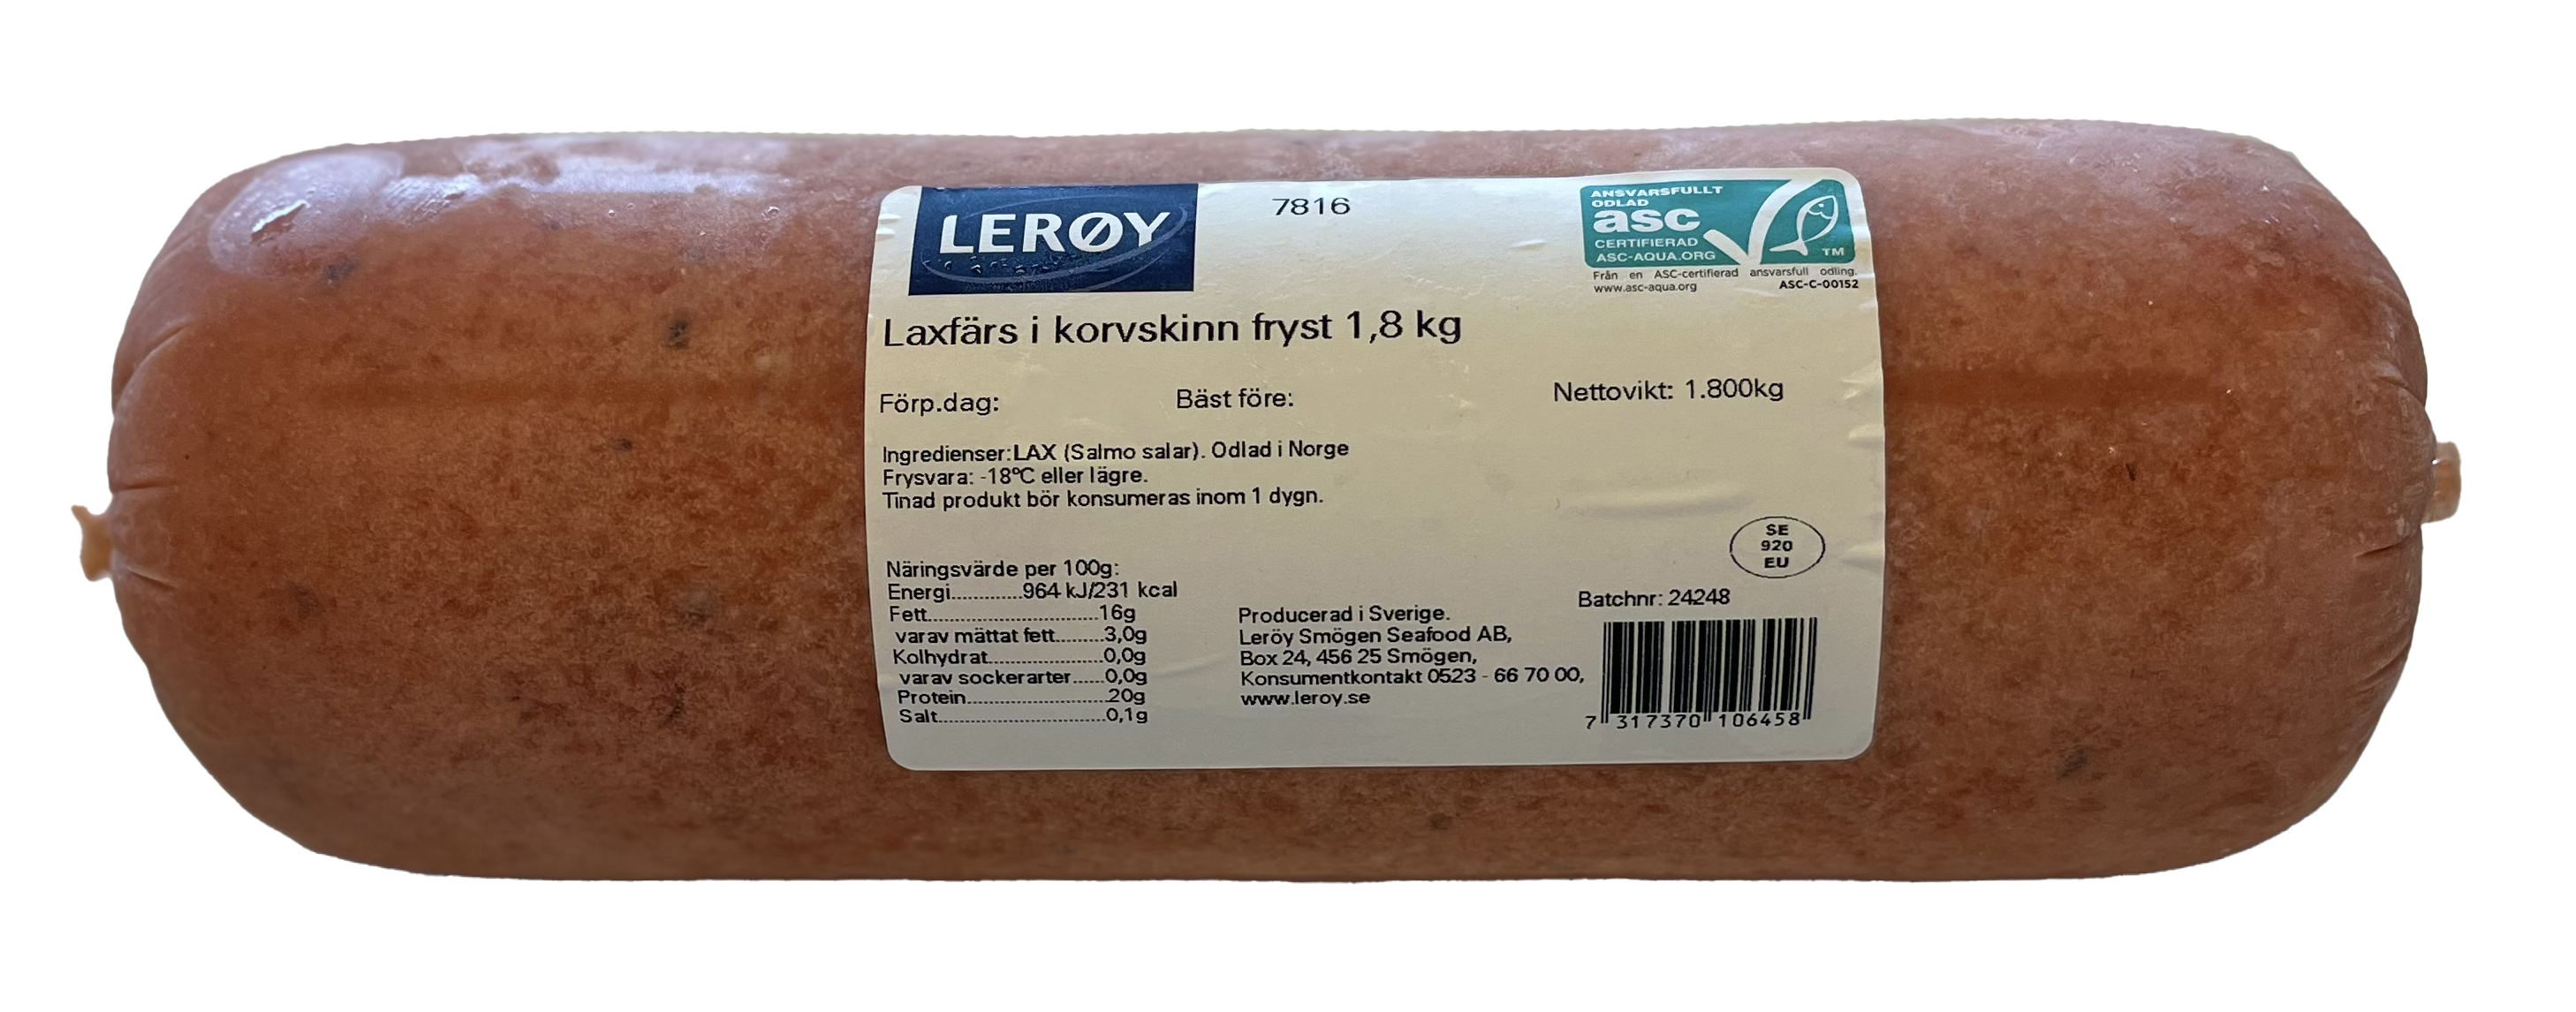 LERØY
7816
ANSVARSFULLT
ODLAD
asc
CERTIFIERAD
ASC-AQUA.ORG
TM
Från en ASC-certifierad ansvarsfull odling.
www.asc-aqua.org ASC-C-00152
Laxfärs i korvskinn fryst 1,8 kg
Förp.dag: Bäst före: Nettovikt: 1.800kg
Ingredienser:LAX (Salmo salar). Odlad i Norge
Frysvara: -18°C eller lägre.
Tinad produkt bör konsumeras inom 1 dygn.
SE
920
EU
Näringsvärde per 100g:
Energi............964 kJ/231 kcal
Fett.............................16g
varav mättat fett........3,0g
Kolhydrat...................0,0g
varav sockerarter......0,0g
Protein........................20g
Salt............................0,1g
Producerad i Sverige.
Leröy Smögen Seafood AB,
Box 24, 456 25 Smögen,
Konsumentkontakt 0523 - 66 70 00,
www.leroy.se
Batchnr: 24248
7 317370 106458